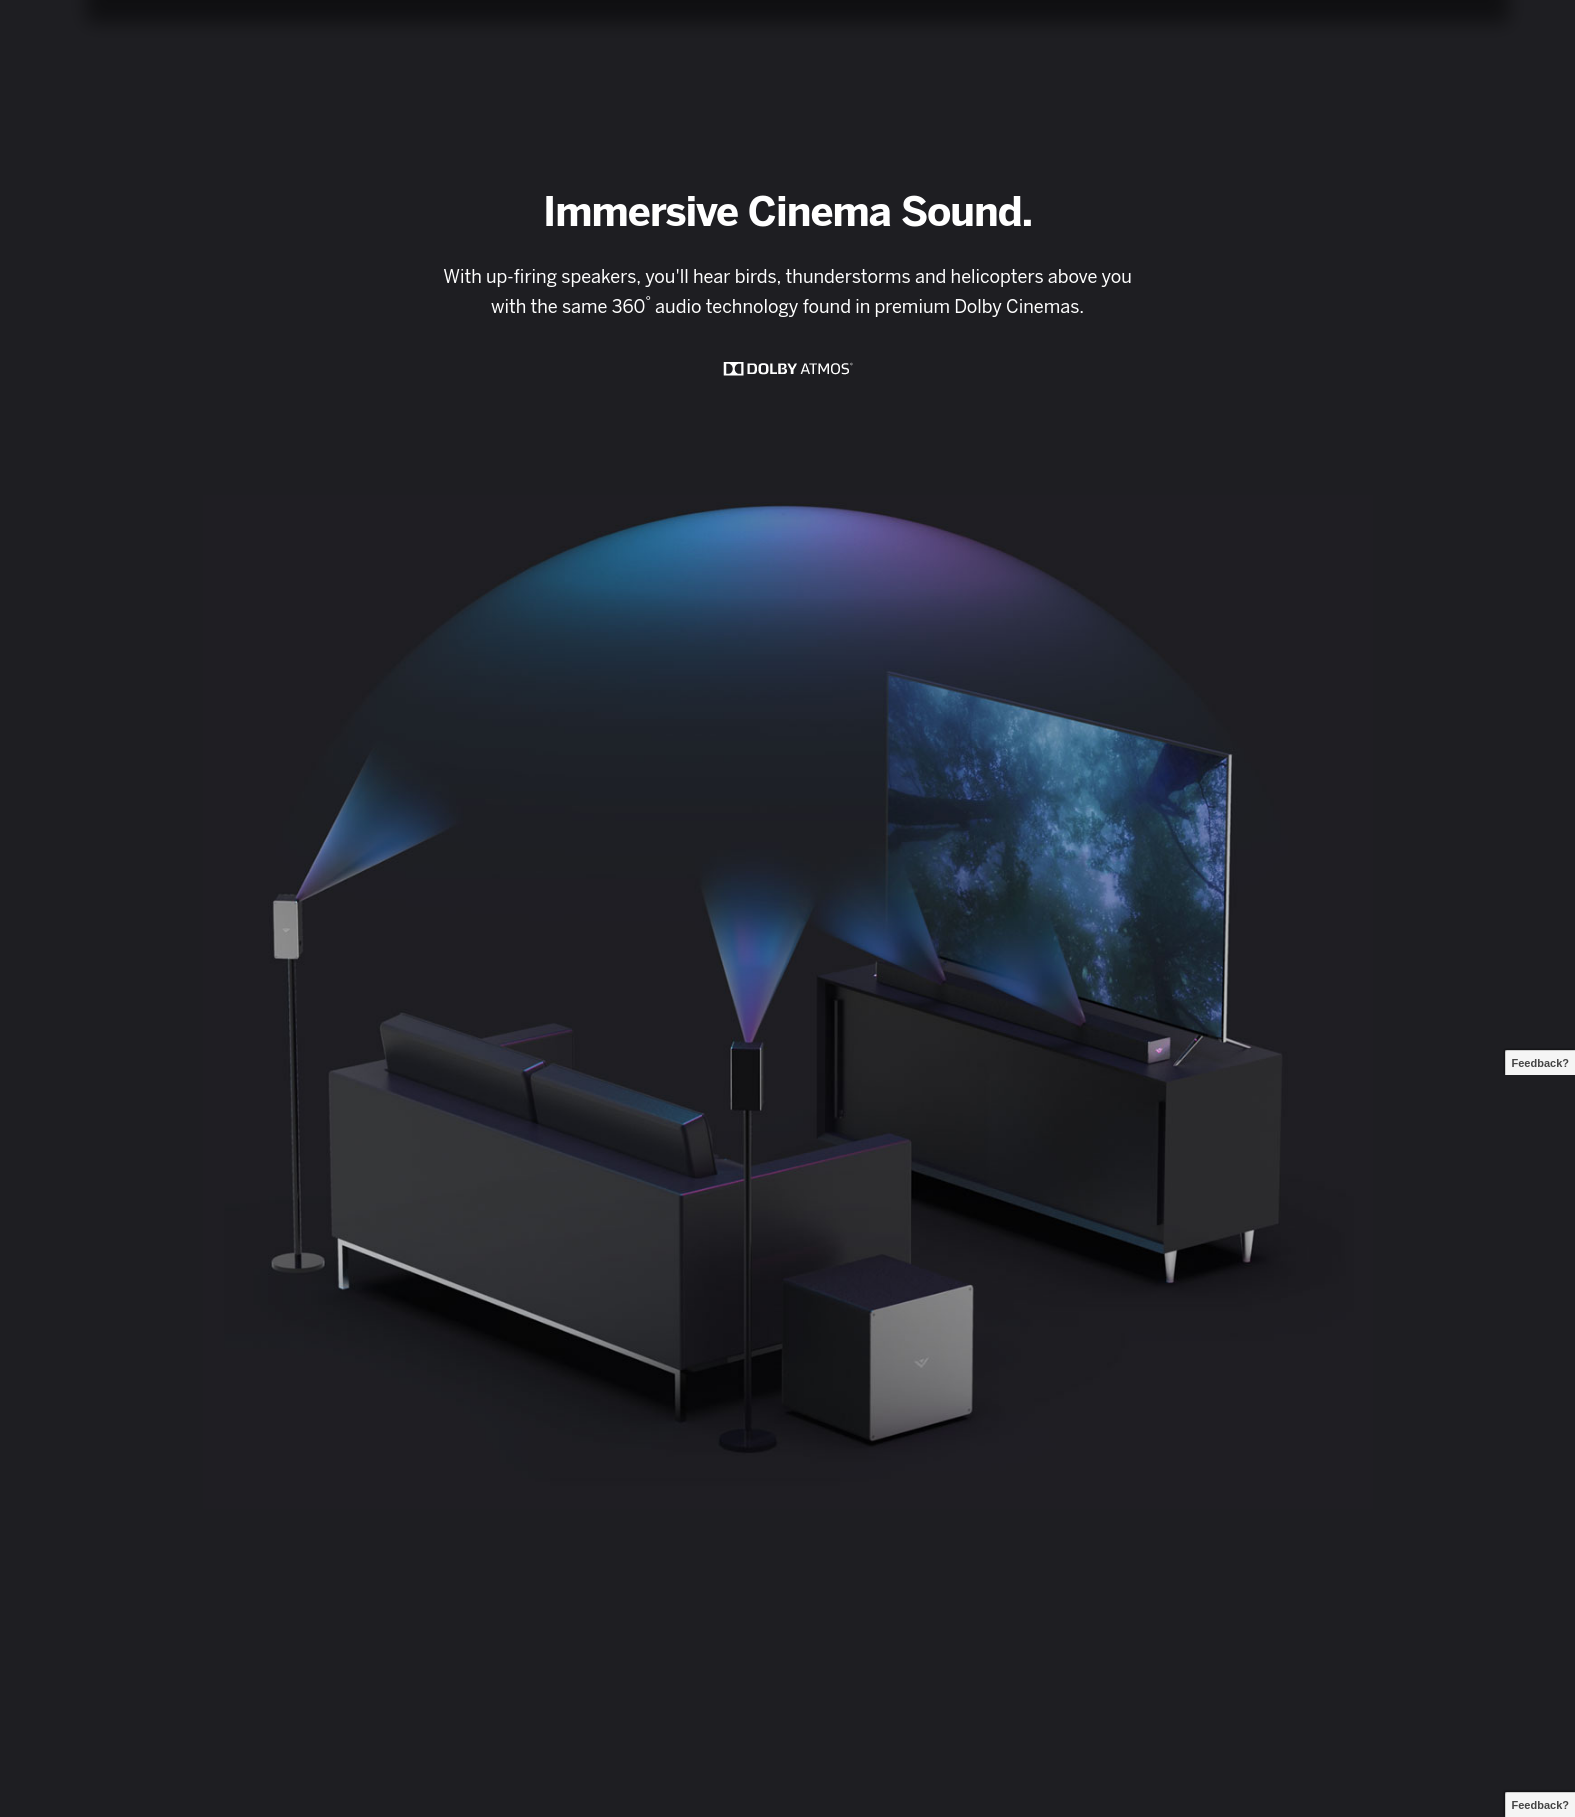 Immersive Cinema Sound.
With up-firing speakers, you'll hear birds, thunderstorms and helicopters above you
with the same 360° audio technology found in premium Dolby Cinemas.
DOLBY ATMOS®
Feedback?
Feedback?